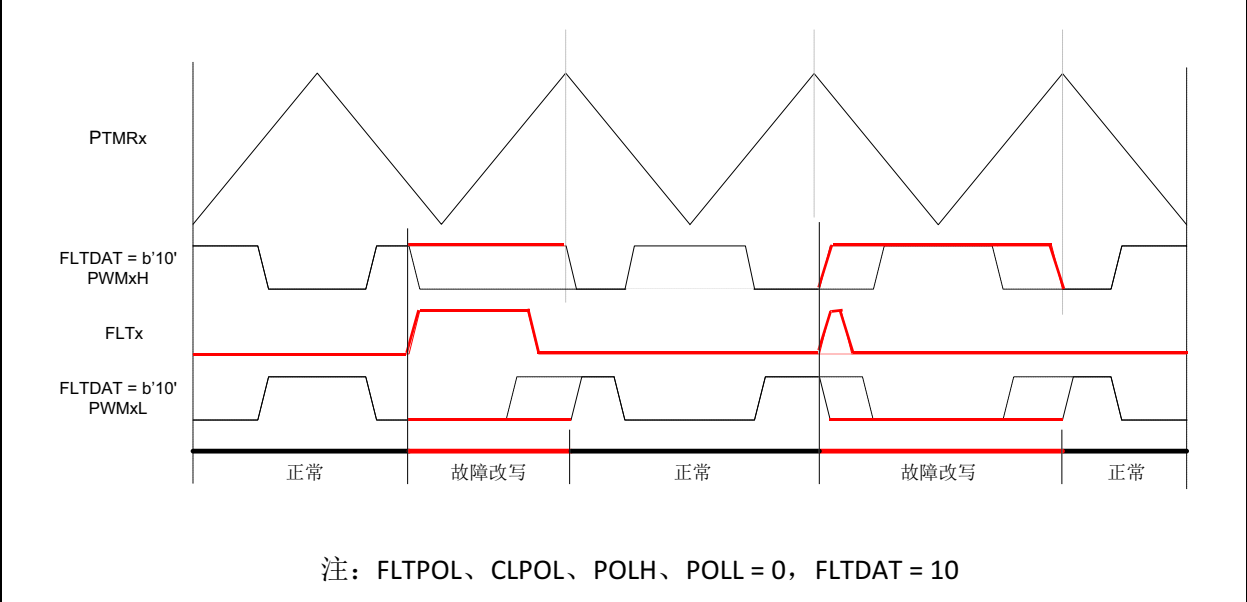 PTMRx
FLTDAT = b'10'
PWMxH
FLTx
FLTDAT = b'10'
PWMxL
正常 故障改写 正常 故障改写 正常
注：FLTPOL、CLPOL、POLH、POLL = 0，FLTDAT = 10